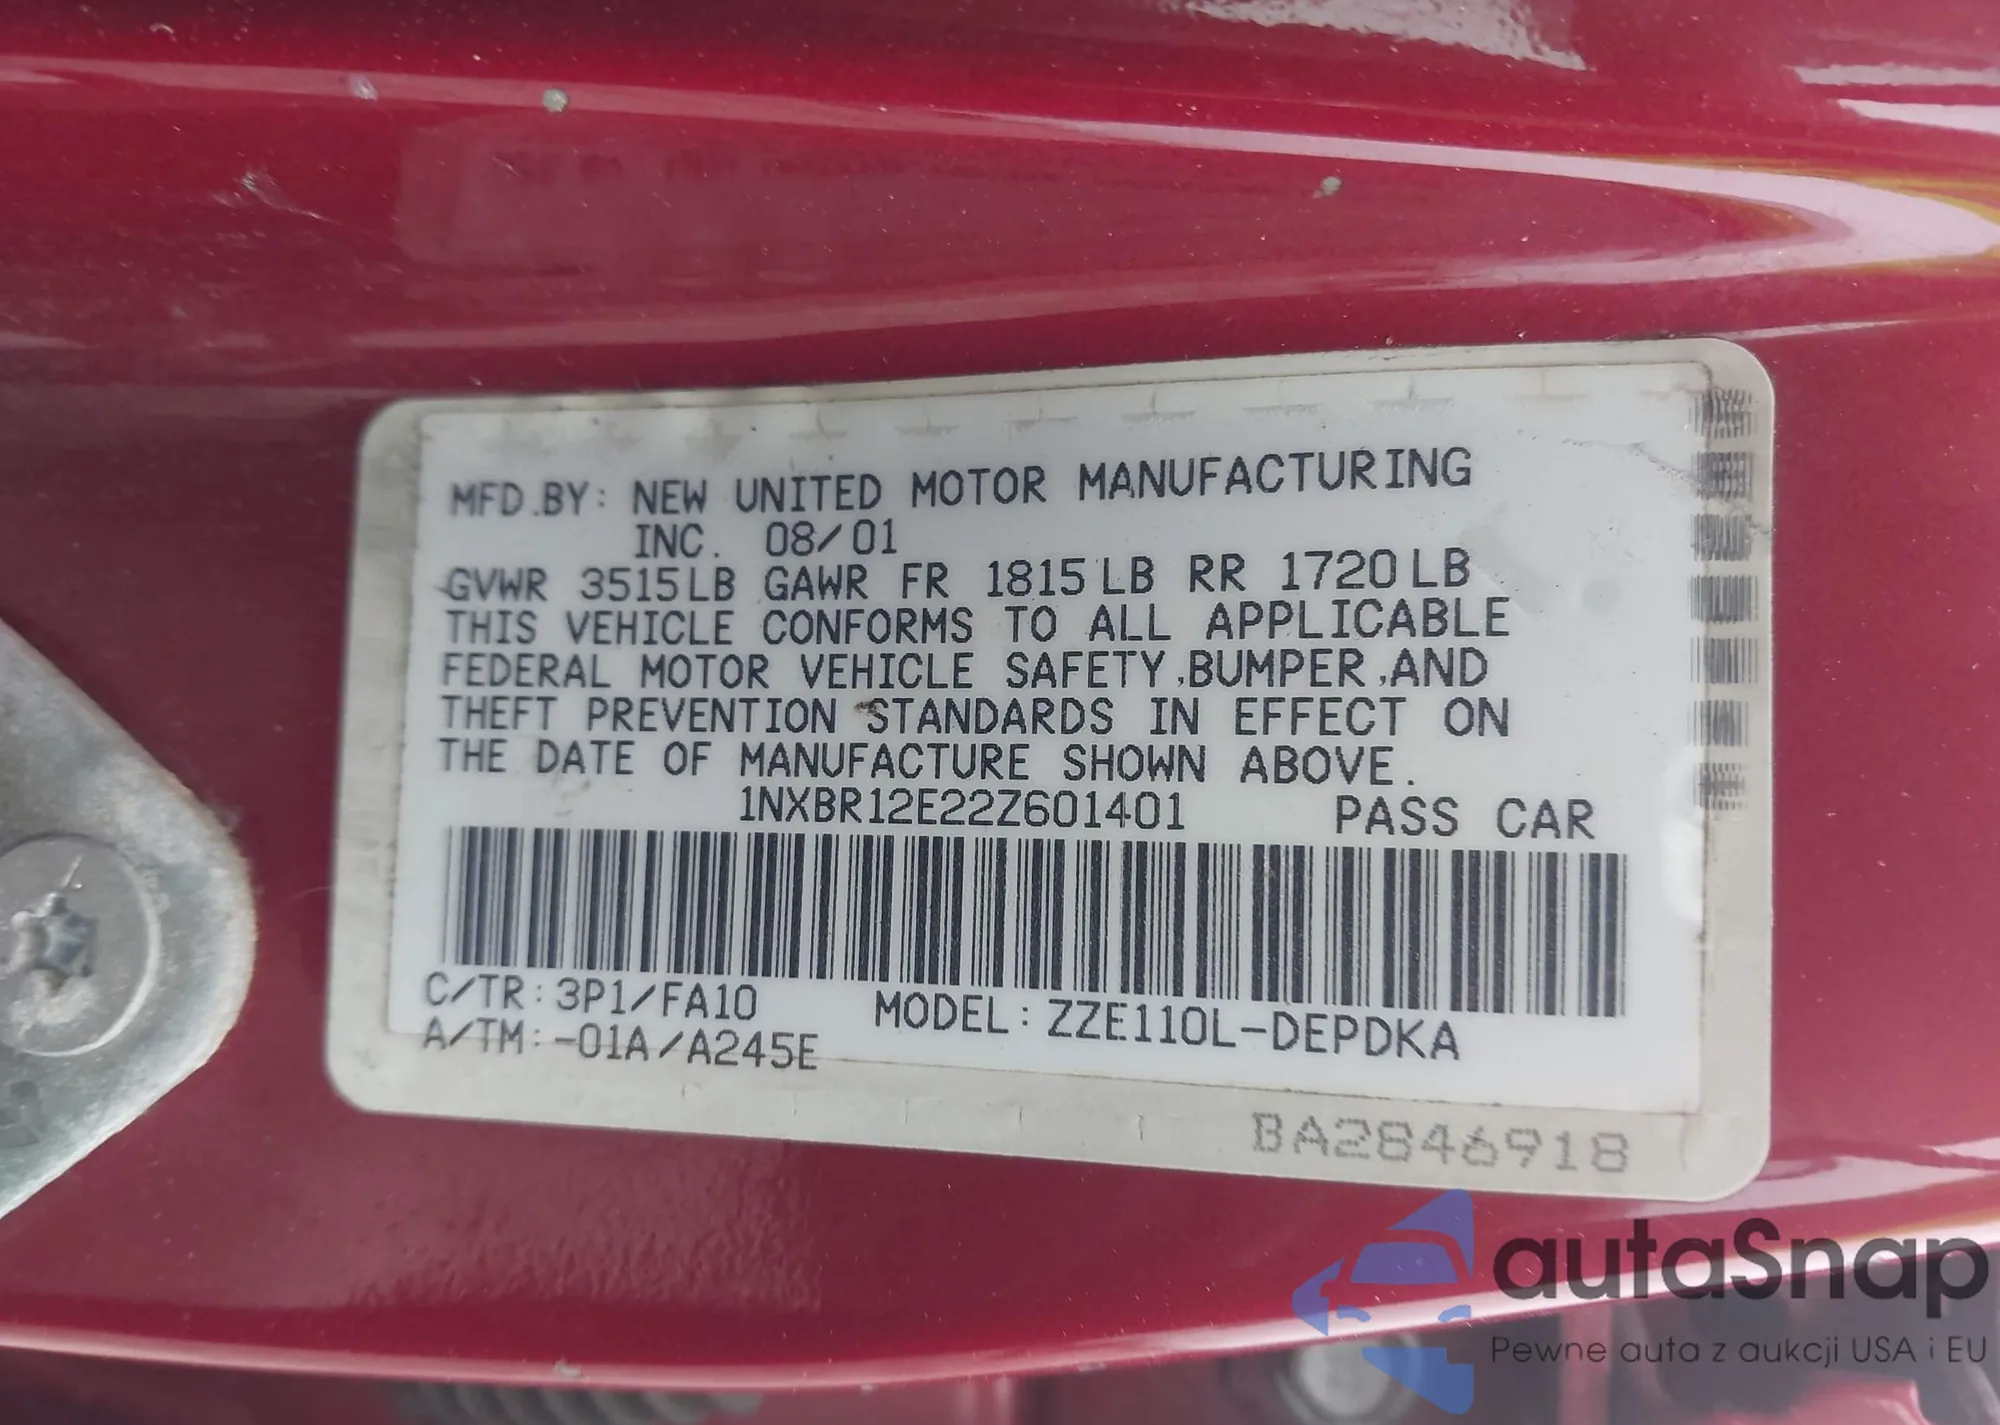 MFD.BY: NEW UNITED MOTOR MANUFACTURING
INC. 08/01
GVWR 3515LB GAWR FR 1815LB RR 1720LB
THIS VEHICLE CONFORMS TO ALL APPLICABLE
FEDERAL MOTOR VEHICLE SAFETY,BUMPER,AND
THEFT PREVENTION STANDARDS IN EFFECT ON
THE DATE OF MANUFACTURE SHOWN ABOVE.
1NXBR12E22Z601401 PASS CAR
C/TR:3P1/FA10 MODEL:ZZE110L-DEPDKA
A/TM:-01A/A245E
BA2846918
autaSnap
Pewne auta z aukcji USA i EU